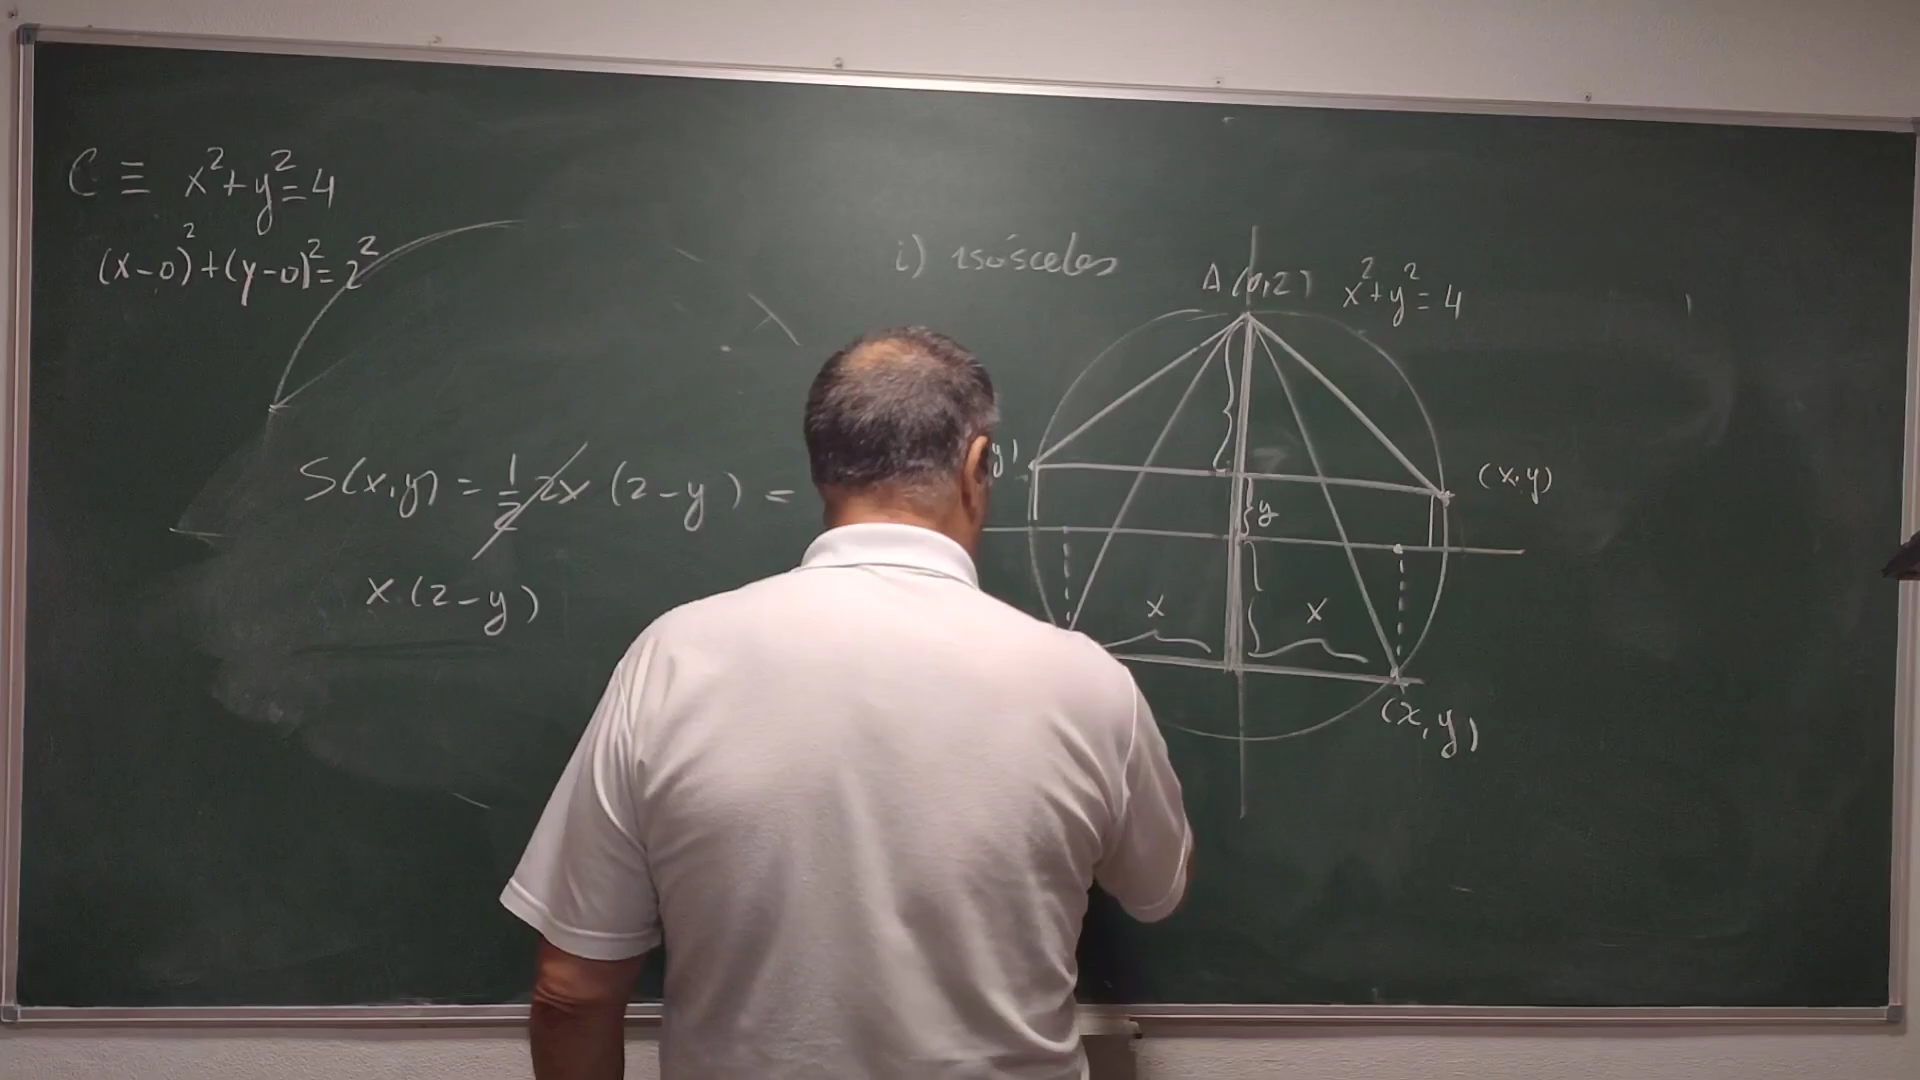 C ≡ x²+y²=4
(x-0)²+(y-0)²=2²
S(x,y) = 1/2 2x (2-y) =
x.(2-y)
i) isósceles
A(0,2) x²+y²=4
y)
(x,y)
y
x x
(x,y)